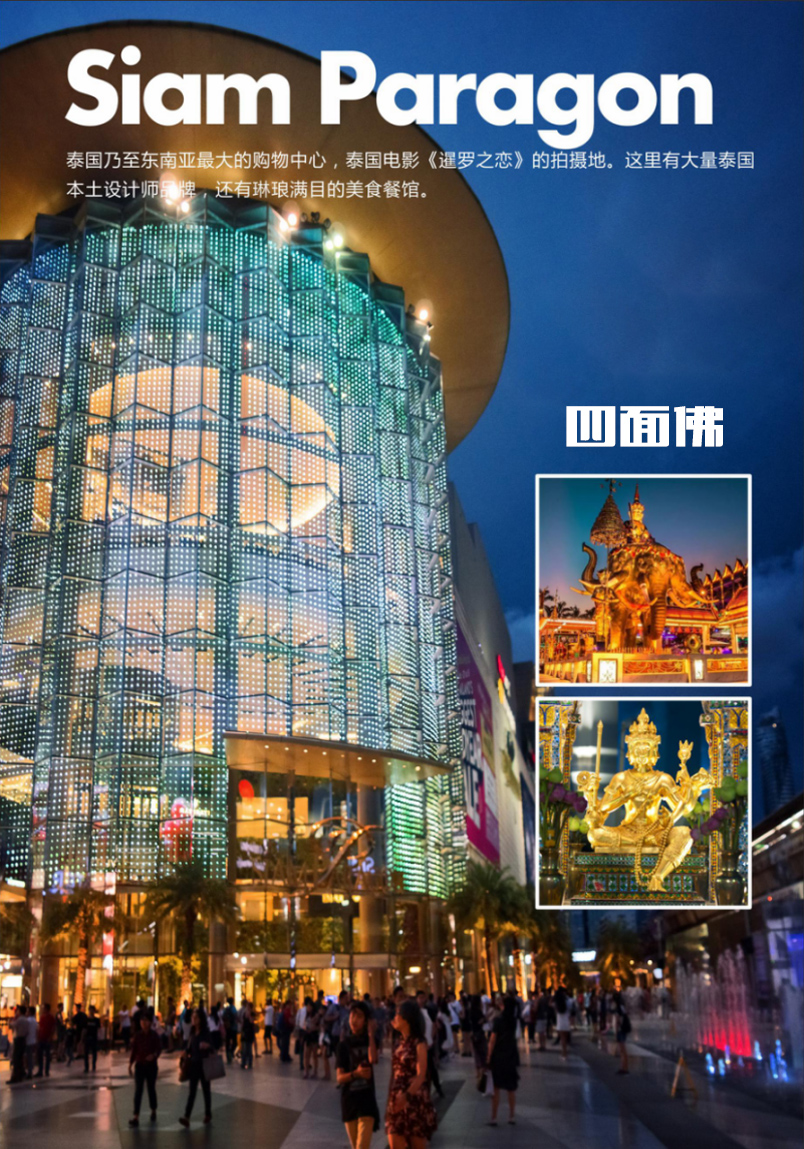 Siam Paragon
泰国乃至东南亚最大的购物中心，泰国电影《暹罗之恋》的拍摄地。这里有大量泰国
本土设计师品牌，还有琳琅满目的美食餐馆。
四面佛